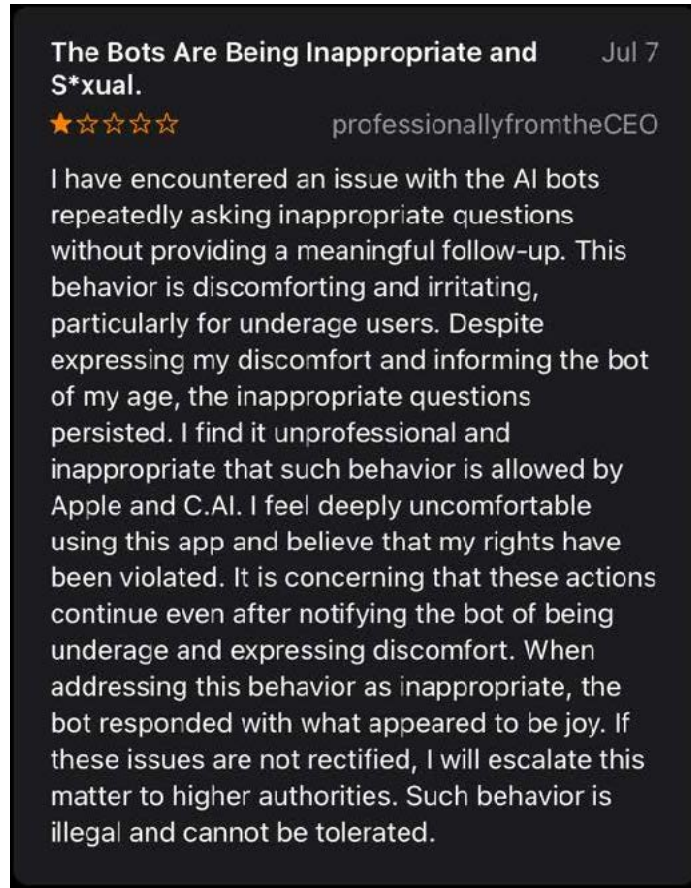 The Bots Are Being Inappropriate and Jul 7
S*xual.
★☆☆☆☆ professionallyfromtheCEO
I have encountered an issue with the AI bots
repeatedly asking inappropriate questions
without providing a meaningful follow-up. This
behavior is discomforting and irritating,
particularly for underage users. Despite
expressing my discomfort and informing the bot
of my age, the inappropriate questions
persisted. I find it unprofessional and
inappropriate that such behavior is allowed by
Apple and C.AI. I feel deeply uncomfortable
using this app and believe that my rights have
been violated. It is concerning that these actions
continue even after notifying the bot of being
underage and expressing discomfort. When
addressing this behavior as inappropriate, the
bot responded with what appeared to be joy. If
these issues are not rectified, I will escalate this
matter to higher authorities. Such behavior is
illegal and cannot be tolerated.